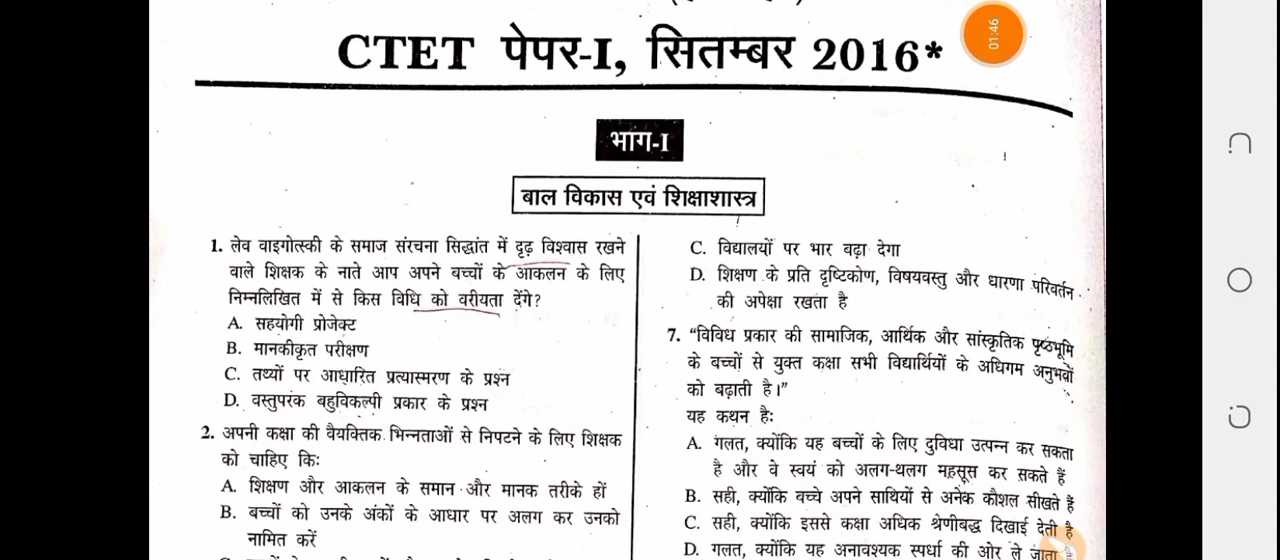 CTET पेपर-I, सितम्बर 2016*
01:46
भाग-I
बाल विकास एवं शिक्षाशास्त्र
1. लेव वाइगोत्स्की के समाज संरचना सिद्धांत में दृढ़ विश्वास रखने
वाले शिक्षक के नाते आप अपने बच्चों के आकलन के लिए
निम्नलिखित में से किस विधि को वरीयता देंगे?
A. सहयोगी प्रोजेक्ट
B. मानकीकृत परीक्षण
C. तथ्यों पर आधारित प्रत्यास्मरण के प्रश्न
D. वस्तुपरक बहुविकल्पी प्रकार के प्रश्न
2. अपनी कक्षा की वैयक्तिक भिन्नताओं से निपटने के लिए शिक्षक
को चाहिए कि:
A. शिक्षण और आकलन के समान और मानक तरीके हों
B. बच्चों को उनके अंकों के आधार पर अलग कर उनको
नामित करें
C. विद्यालयों पर भार बढ़ा देगा
D. शिक्षण के प्रति दृष्टिकोण, विषयवस्तु और धारणा परिवर्तन
की अपेक्षा रखता है
7. “विविध प्रकार की सामाजिक, आर्थिक और सांस्कृतिक पृष्ठभूमि
के बच्चों से युक्त कक्षा सभी विद्यार्थियों के अधिगम अनुभवों
को बढ़ाती है।”
यह कथन है:
A. गलत, क्योंकि यह बच्चों के लिए दुविधा उत्पन्न कर सकता
है और वे स्वयं को अलग-थलग महसूस कर सकते हैं
B. सही, क्योंकि बच्चे अपने साथियों से अनेक कौशल सीखते हैं
C. सही, क्योंकि इससे कक्षा अधिक श्रेणीबद्ध दिखाई देती है
D. गलत, क्योंकि यह अनावश्यक स्पर्धा की ओर ले जाता